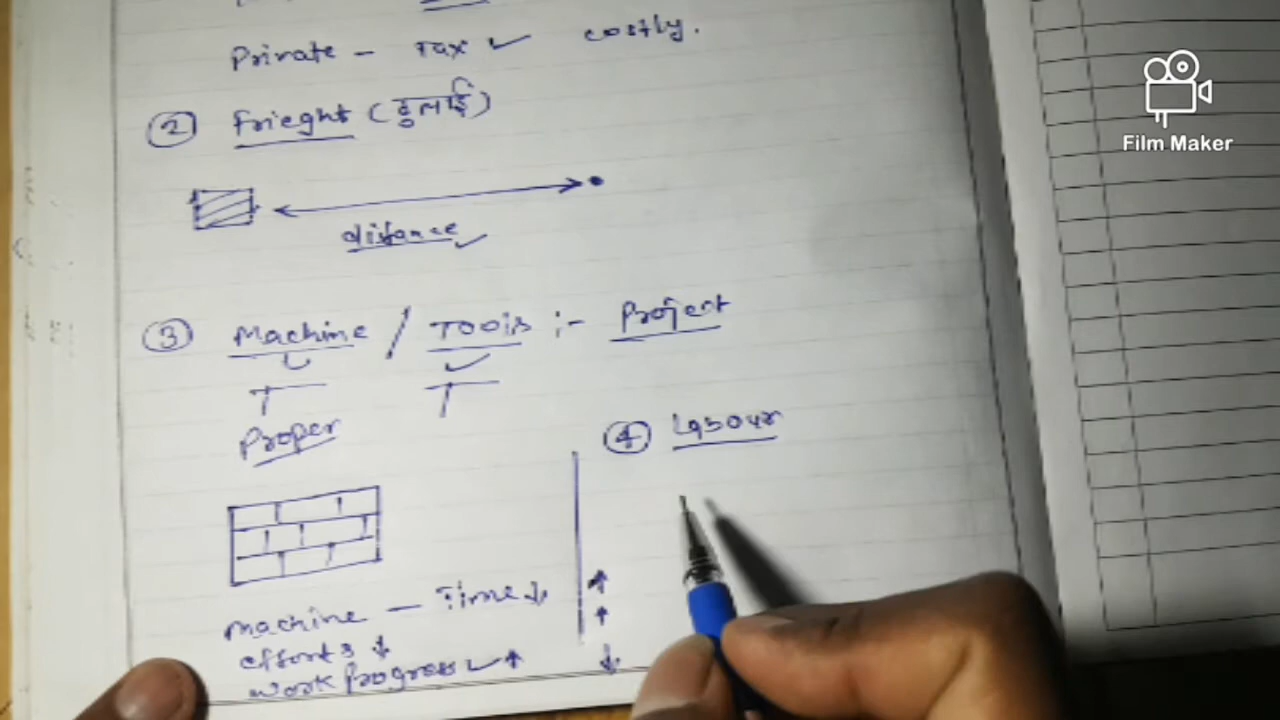 Private - Tax ✓ costly.
② Frieght (ढुलाई)
distance ✓
③ Machine / Tools :- Project
Proper
④ Labour
Machine - Time ↓
efforts ↓
Work Progress ✓ ↑
Film Maker